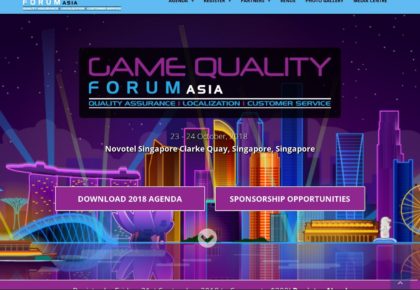 FORUM ASIA
QUALITY ASSURANCE | LOCALIZATION | CUSTOMER SERVICE
AGENDA
REGISTER
PARTNERS
VENUE
PHOTO GALLERY
MEDIA CENTRE
GAME QUALITY
FORUM ASIA
QUALITY ASSURANCE | LOCALIZATION | CUSTOMER SERVICE
23 - 24 October, 2018
Novotel Singapore Clarke Quay, Singapore, Singapore
DOWNLOAD 2018 AGENDA
SPONSORSHIP OPPORTUNITIES